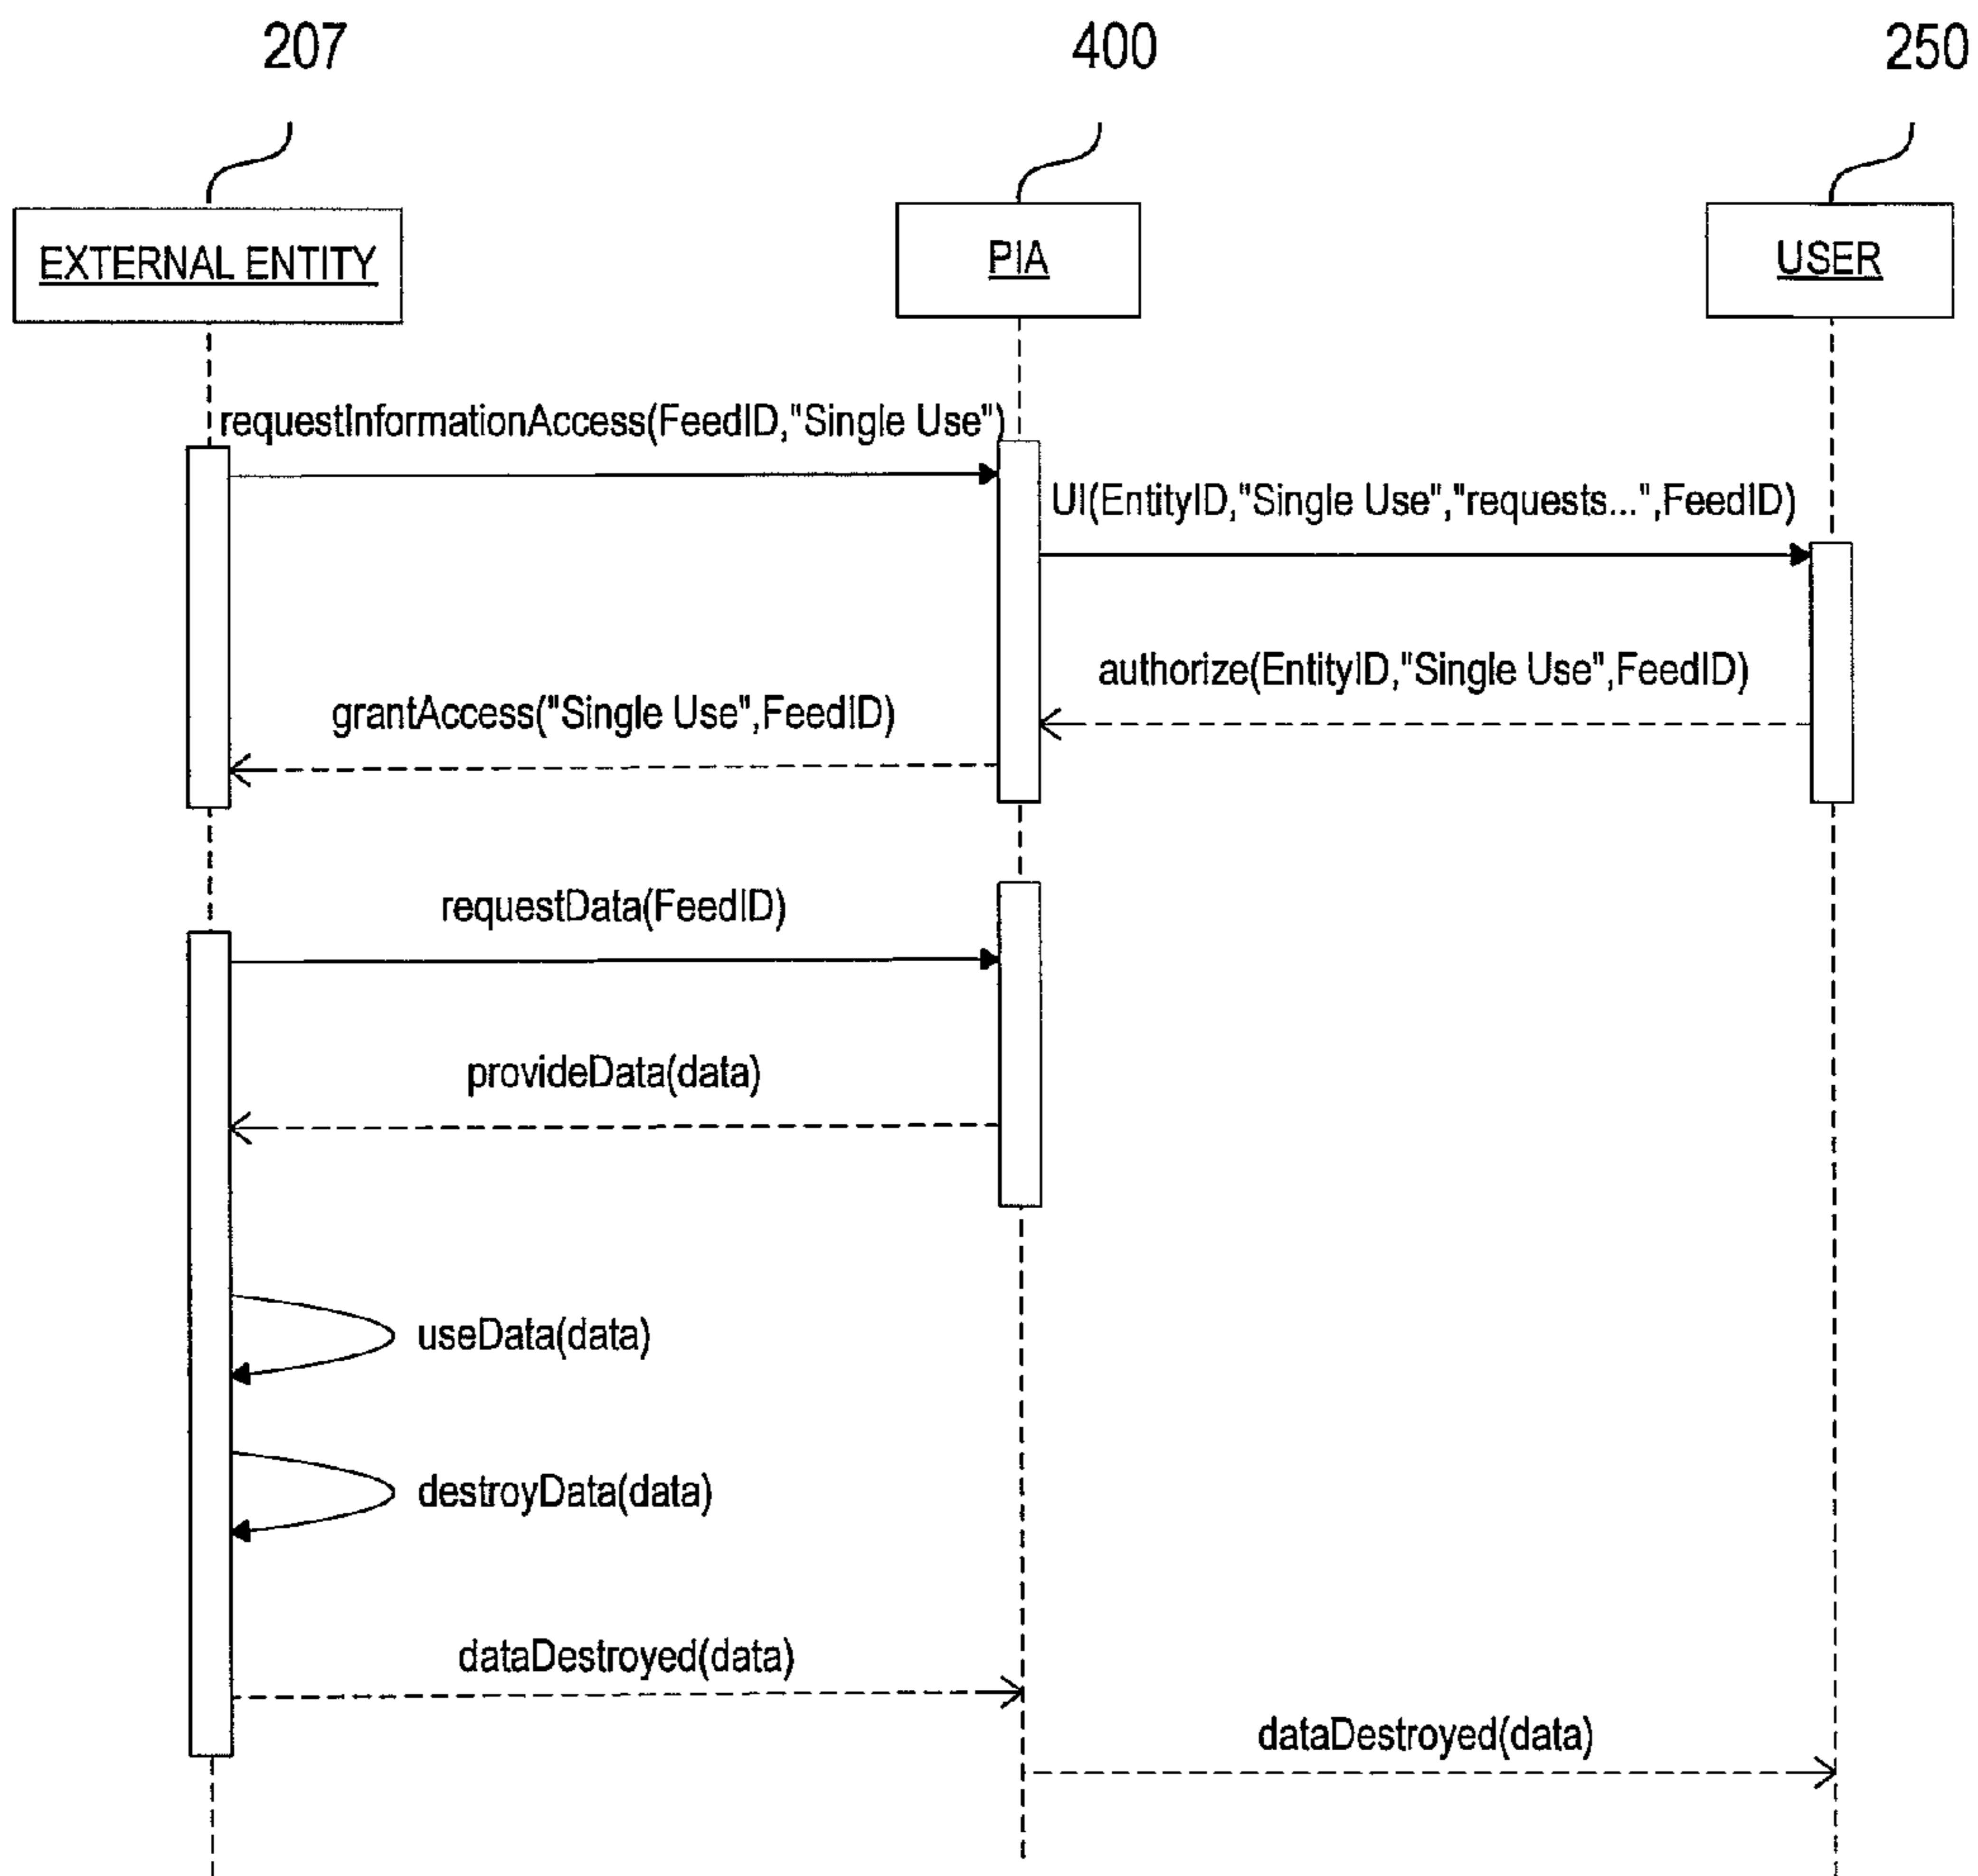 207
400
250
EXTERNAL ENTITY
PIA
USER
requestInformationAccess(FeedID,"Single Use")
UI(EntityID,"Single Use","requests...",FeedID)
authorize(EntityID,"Single Use",FeedID)
grantAccess("Single Use",FeedID)
requestData(FeedID)
provideData(data)
useData(data)
destroyData(data)
dataDestroyed(data)
dataDestroyed(data)